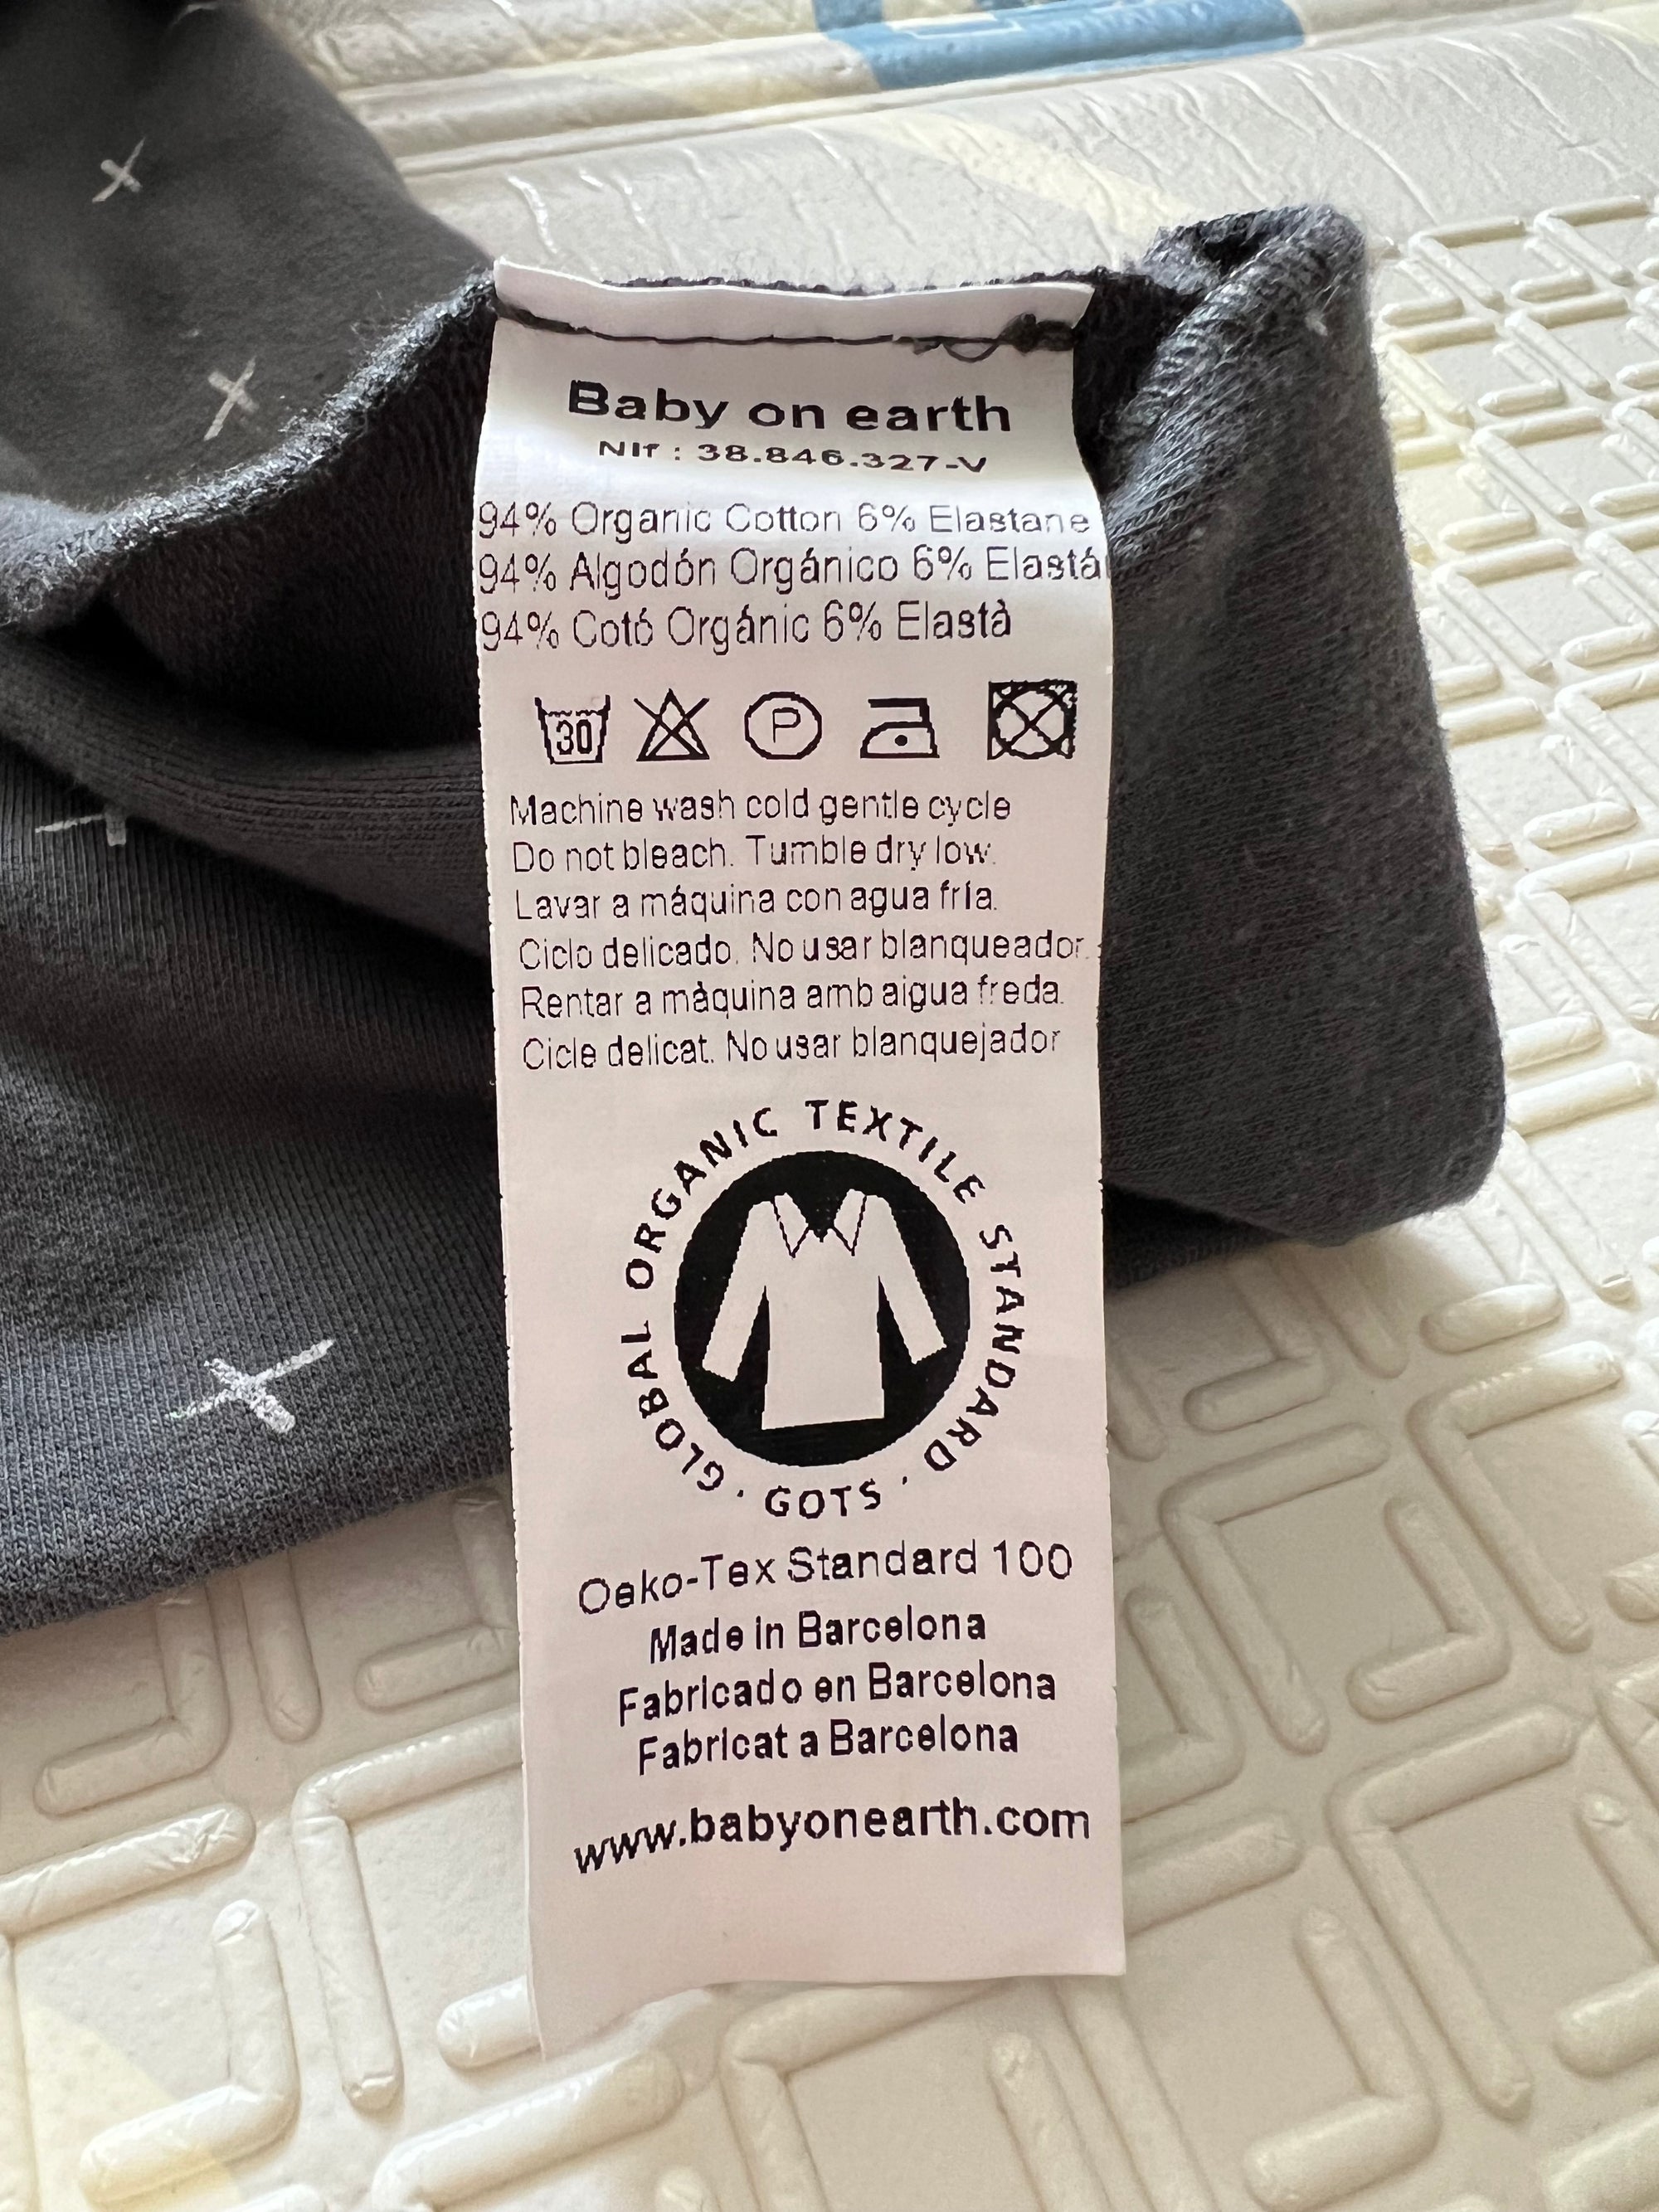 Baby on earth
Nif : 38.846.327-V
94% Organic Cotton 6% Elastane
94% Algodón Orgánico 6% Elastá
94% Cotó Orgánic 6% Elastà
30 P
Machine wash cold gentle cycle
Do not bleach. Tumble dry low.
Lavar a máquina con agua fría.
Ciclo delicado. No usar blanqueador.
Rentar a màquina amb aigua freda.
Cicle delicat. No usar blanquejador
GLOBAL ORGANIC TEXTILE STANDARD · GOTS ·
Oeko-Tex Standard 100
Made in Barcelona
Fabricado en Barcelona
Fabricat a Barcelona
www.babyonearth.com